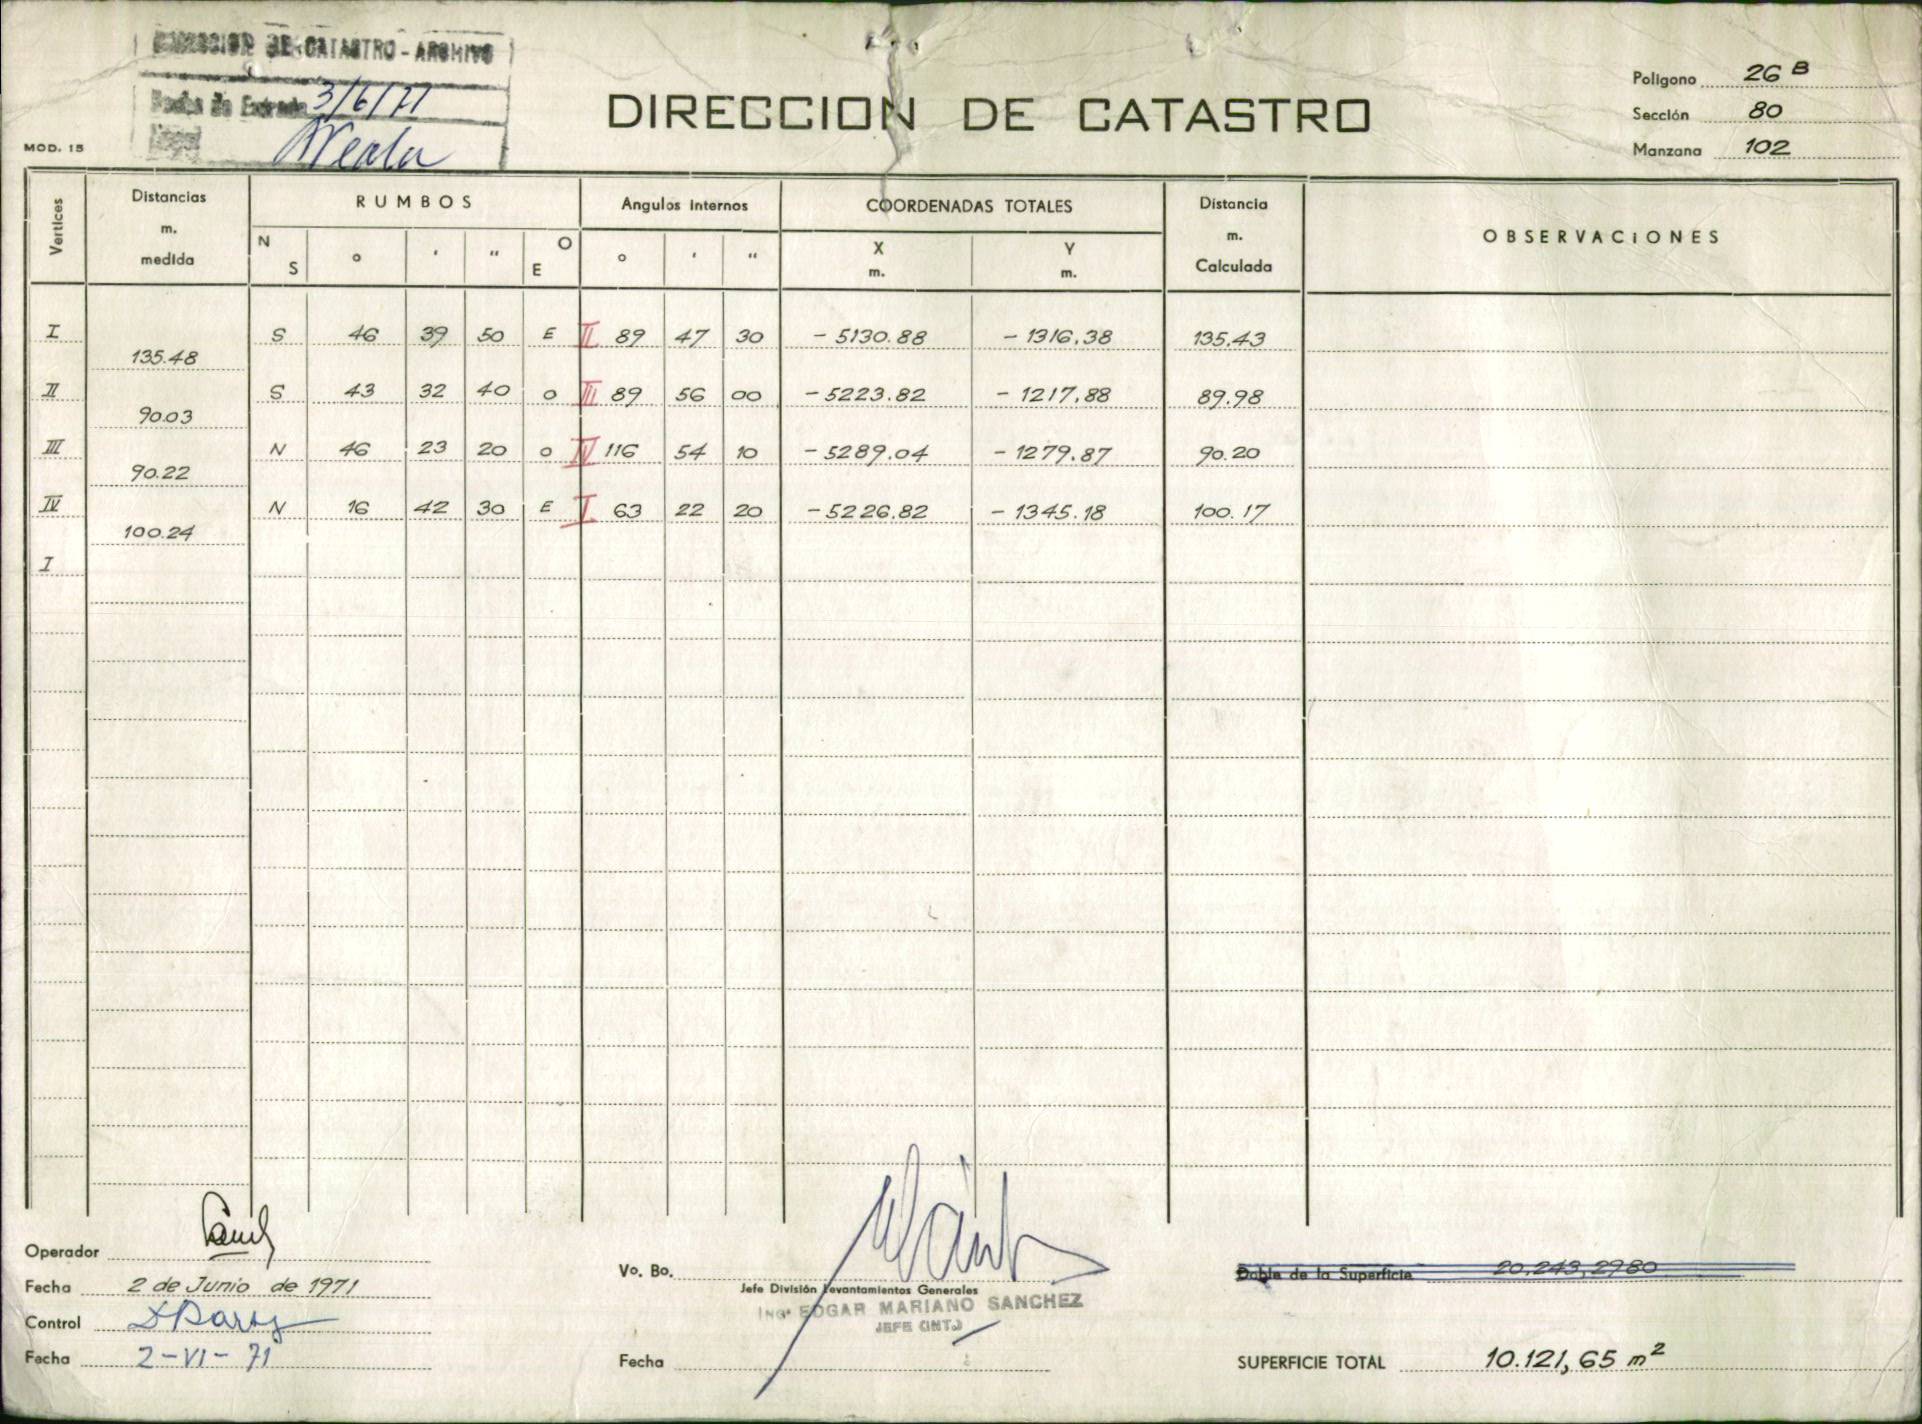 DIRECCION DE CATASTRO - ARCHIVO
Fecha de Entrada 3/6/71
MOD. 15
DIRECCION DE CATASTRO
Polígono 26 B
Sección 80
Manzana 102
Vertices Distancias m. medida RUMBOS Angulos internos COORDENADAS TOTALES Distancia m. Calculada OBSERVACIONES
N S ° ' " O E ° ' " X m. Y m.
I S 46 39 50 E II 89 47 30 - 5130.88 - 1316.38 135.43
135.48
II S 43 32 40 O III 89 56 00 - 5223.82 - 1217.88 89.98
90.03
III N 46 23 20 O IV 116 54 10 - 5289.04 - 1279.87 90.20
90.22
IV N 16 42 30 E I 63 22 20 - 5226.82 - 1345.18 100.17
100.24
I
Operador
Fecha 2 de Junio de 1971
Control
Fecha 2-VI-71
Vo. Bo.
Jefe División Levantamientos Generales
Ing. EDGAR MARIANO SANCHEZ
JEFE (INT.)
Fecha
Doble de la Superficie 20.243,2980
SUPERFICIE TOTAL 10.121,65 m²